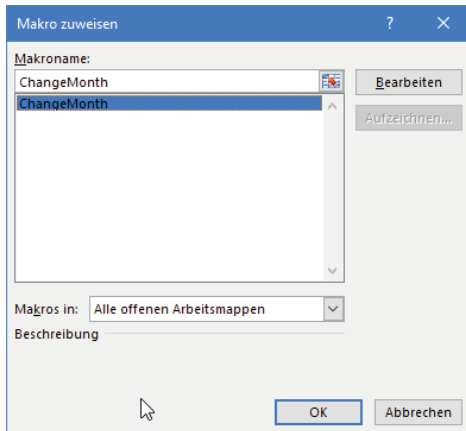 Makro zuweisen ?
Makroname:
ChangeMonth
Bearbeiten
ChangeMonth
Aufzeichnen...
Makros in: Alle offenen Arbeitsmappen
Beschreibung
OK Abbrechen